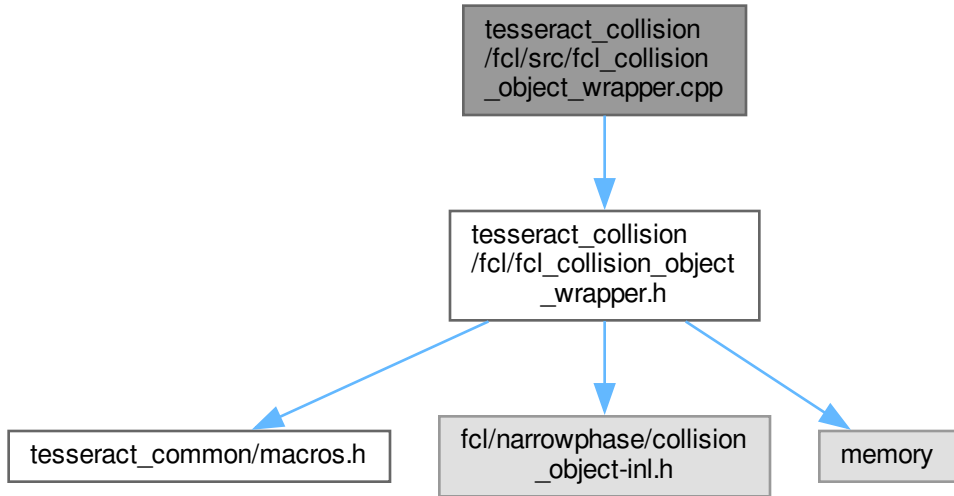 tesseract_collision
/fcl/src/fcl_collision
_object_wrapper.cpp
tesseract_collision
/fcl/fcl_collision_object
_wrapper.h
tesseract_common/macros.h
fcl/narrowphase/collision
_object-inl.h
memory